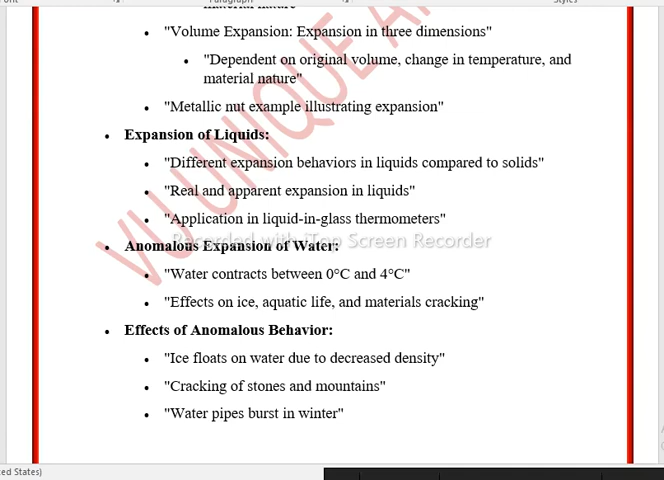 Paragraph
Styles
material nature"
• "Volume Expansion: Expansion in three dimensions"
• "Dependent on original volume, change in temperature, and
material nature"
• "Metallic nut example illustrating expansion"
• Expansion of Liquids:
• "Different expansion behaviors in liquids compared to solids"
• "Real and apparent expansion in liquids"
• "Application in liquid-in-glass thermometers"
Recorded with iTop Screen Recorder
• Anomalous Expansion of Water:
• "Water contracts between 0°C and 4°C"
• "Effects on ice, aquatic life, and materials cracking"
• Effects of Anomalous Behavior:
• "Ice floats on water due to decreased density"
• "Cracking of stones and mountains"
• "Water pipes burst in winter"
VU UNIQUE
ted States)